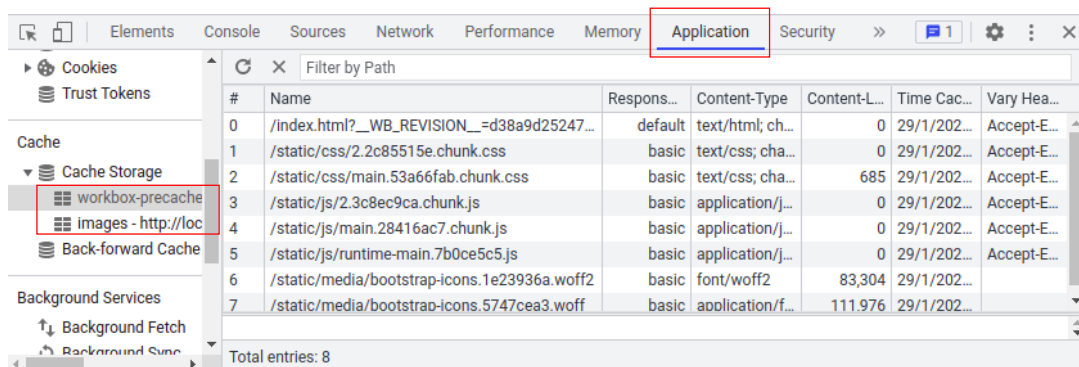 Elements Console Sources Network Performance Memory Application Security » 1
Cookies
Trust Tokens
Cache
Cache Storage
workbox-precache
images - http://loc
Back-forward Cache
Background Services
Background Fetch
Background Sync
Filter by Path
# Name Respons... Content-Type Content-L... Time Cac... Vary Hea...
0 /index.html?__WB_REVISION__=d38a9d25247... default text/html; ch... 0 29/1/202... Accept-E...
1 /static/css/2.2c85515e.chunk.css basic text/css; cha... 0 29/1/202... Accept-E...
2 /static/css/main.53a66fab.chunk.css basic text/css; cha... 685 29/1/202... Accept-E...
3 /static/js/2.3c8ec9ca.chunk.js basic application/j... 0 29/1/202... Accept-E...
4 /static/js/main.28416ac7.chunk.js basic application/j... 0 29/1/202... Accept-E...
5 /static/js/runtime-main.7b0ce5c5.js basic application/j... 0 29/1/202... Accept-E...
6 /static/media/bootstrap-icons.1e23936a.woff2 basic font/woff2 83,304 29/1/202...
7 /static/media/bootstrap-icons.5747cea3.woff basic application/f... 111,976 29/1/202...
Total entries: 8